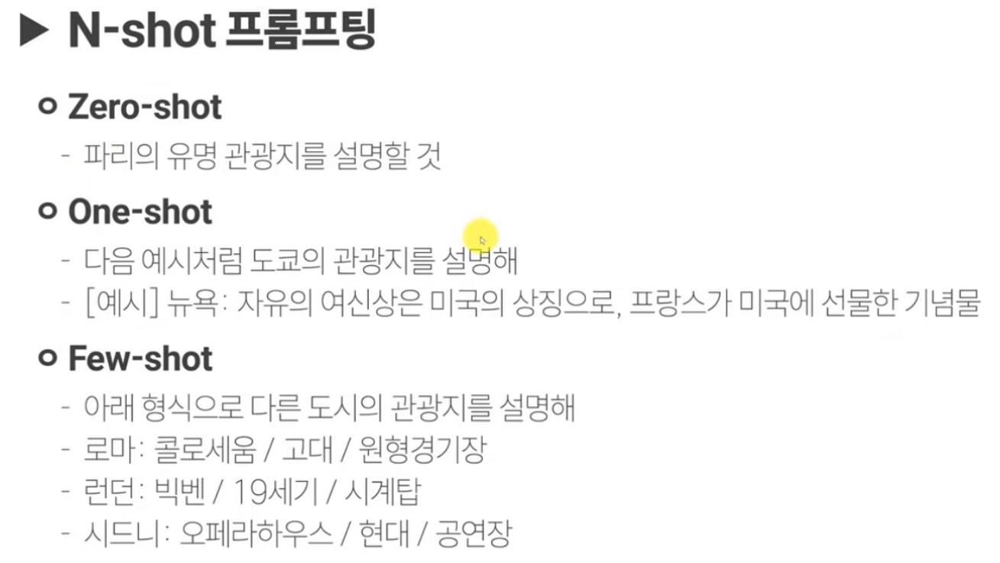 ▶ N-shot 프롬프팅
ㅇ Zero-shot
- 파리의 유명 관광지를 설명할 것
ㅇ One-shot
- 다음 예시처럼 도쿄의 관광지를 설명해
- [예시] 뉴욕: 자유의 여신상은 미국의 상징으로, 프랑스가 미국에 선물한 기념물
ㅇ Few-shot
- 아래 형식으로 다른 도시의 관광지를 설명해
- 로마: 콜로세움 / 고대 / 원형경기장
- 런던: 빅벤 / 19세기 / 시계탑
- 시드니: 오페라하우스 / 현대 / 공연장